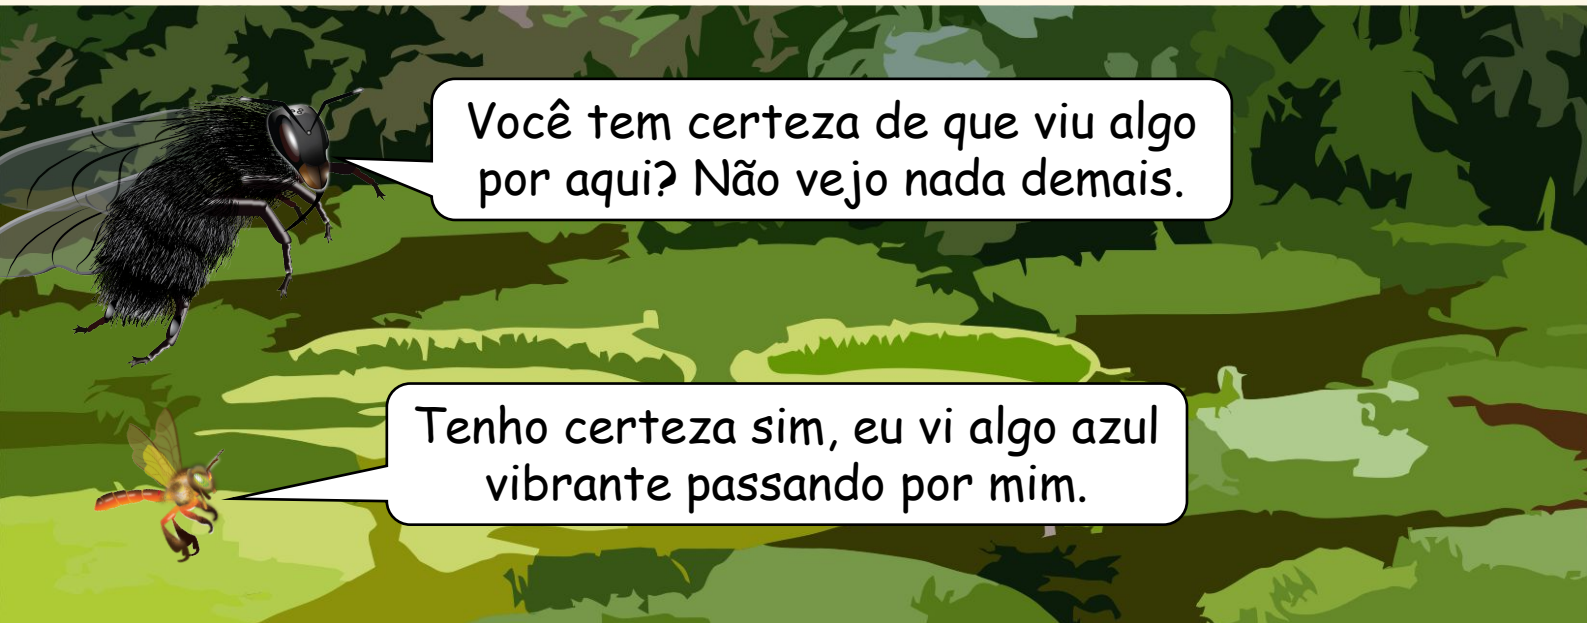 Você tem certeza de que viu algo
por aqui? Não vejo nada demais.
Tenho certeza sim, eu vi algo azul
vibrante passando por mim.